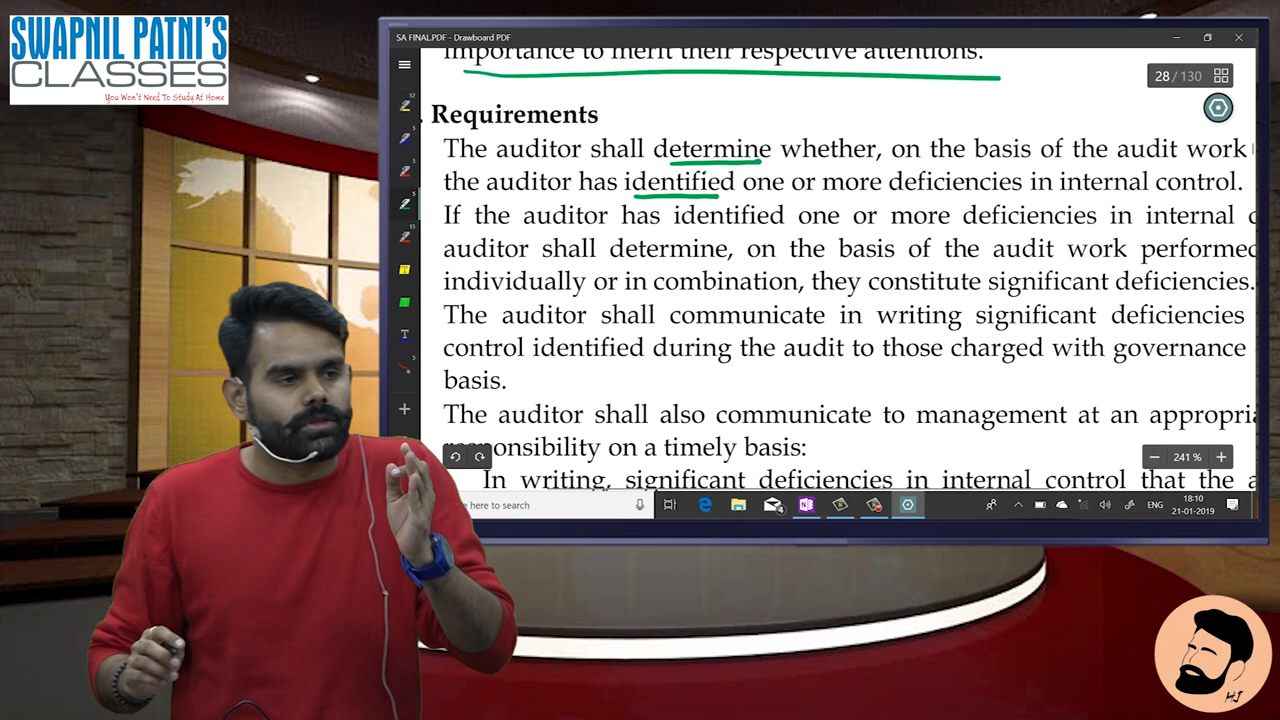 SWAPNIL PATNI'S
CLASSES
You Won't Need To Study At Home
SA FINAL.PDF - Drawboard PDF
importance to merit their respective attentions.
28 / 130
Requirements
The auditor shall determine whether, on the basis of the audit work
the auditor has identified one or more deficiencies in internal control.
If the auditor has identified one or more deficiencies in internal
auditor shall determine, on the basis of the audit work performed
individually or in combination, they constitute significant deficiencies.
The auditor shall communicate in writing significant deficiencies
control identified during the audit to those charged with governance
basis.
The auditor shall also communicate to management at an
responsibility on a timely basis:
241 %
In writing, significant deficiencies in internal control that the
here to search
ENG
18:10
21-01-2019
HJ